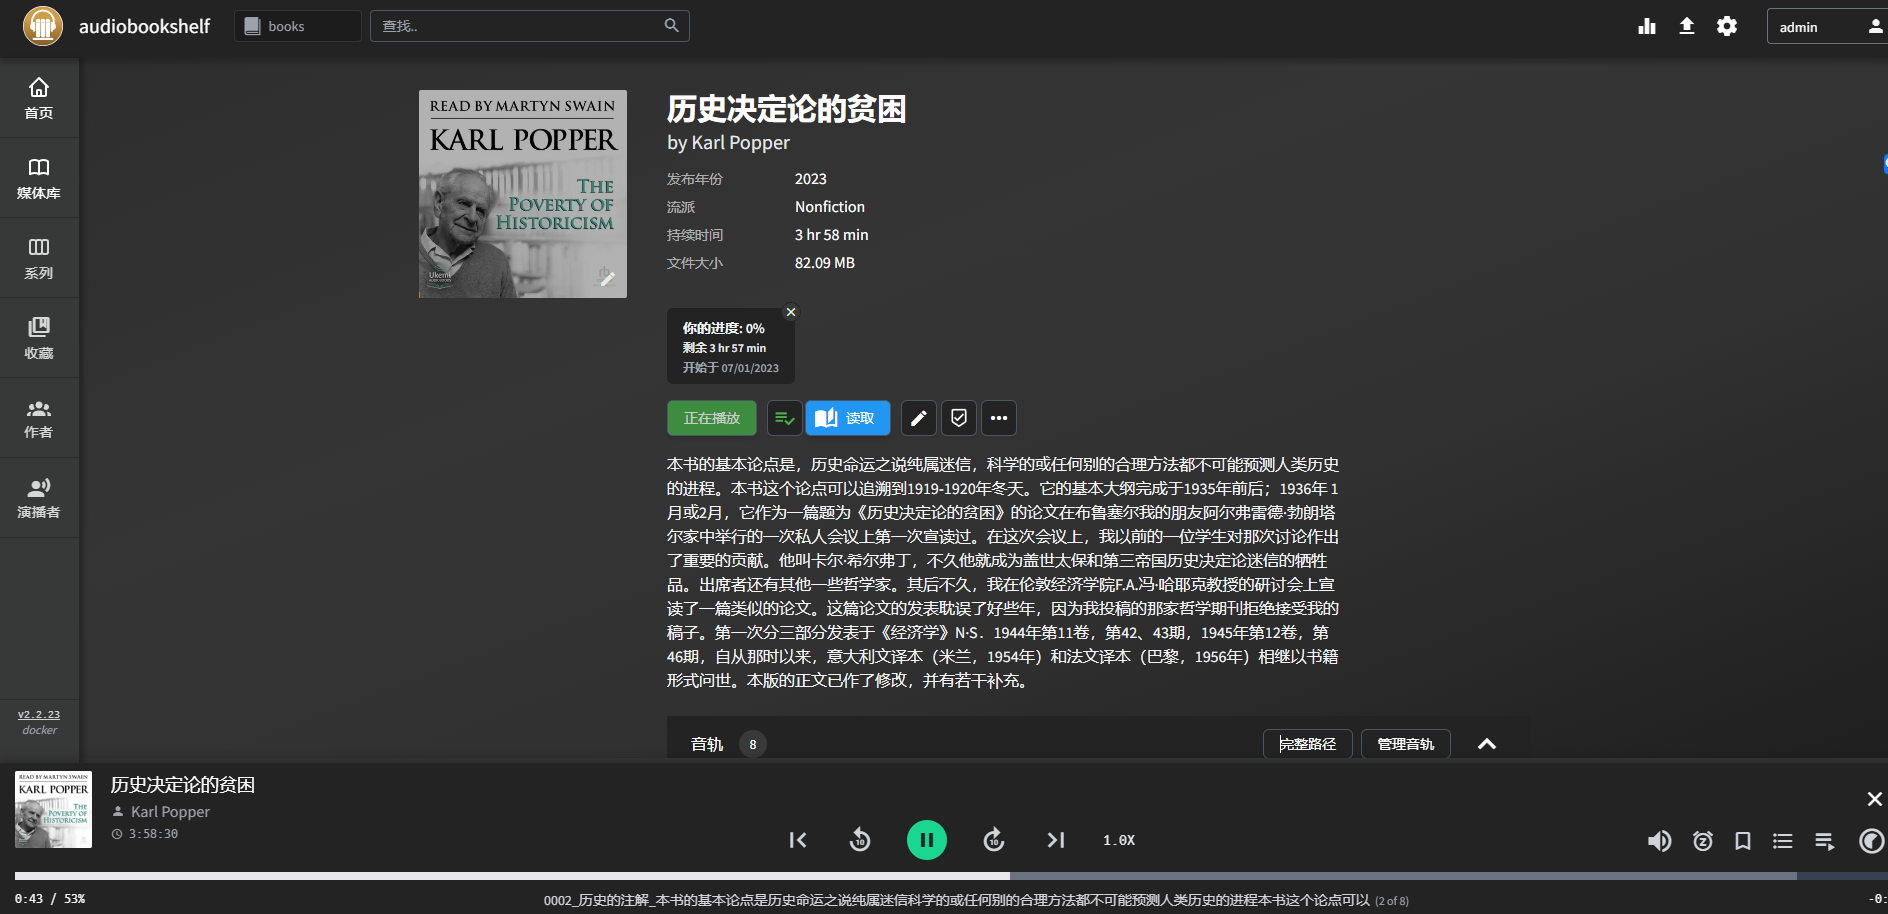 audiobookshelf
books
查找..
admin
首页
媒体库
系列
收藏
作者
演播者
v2.2.23
docker
READ BY MARTYN SWAIN
KARL POPPER
THE
POVERTY OF
HISTORICISM
Ukemi
历史决定论的贫困
by Karl Popper
发布年份 2023
流派 Nonfiction
持续时间 3 hr 58 min
文件大小 82.09 MB
你的进度: 0%
剩余 3 hr 57 min
开始于 07/01/2023
正在播放
读取
本书的基本论点是，历史命运之说纯属迷信，科学的或任何别的合理方法都不可能预测人类历史
的进程。本书这个论点可以追溯到1919-1920年冬天。它的基本大纲完成于1935年前后；1936年 1
月或2月，它作为一篇题为《历史决定论的贫困》的论文在布鲁塞尔我的朋友阿尔弗雷德·勃朗塔
尔家中举行的一次私人会议上第一次宣读过。在这次会议上，我以前的一位学生对那次讨论作出
了重要的贡献。他叫卡尔·希尔弗丁，不久他就成为盖世太保和第三帝国历史决定论迷信的牺牲
品。出席者还有其他一些哲学家。其后不久，我在伦敦经济学院F.A.冯·哈耶克教授的研讨会上宣
读了一篇类似的论文。这篇论文的发表耽误了好些年，因为我投稿的那家哲学期刊拒绝接受我的
稿子。第一次分三部分发表于《经济学》N·S．1944年第11卷，第42、43期，1945年第12卷，第
46期，自从那时以来，意大利文译本（米兰，1954年）和法文译本（巴黎，1956年）相继以书籍
形式问世。本版的正文已作了修改，并有若干补充。
音轨 8
完整路径
管理音轨
READ BY MARTYN SWAIN
KARL POPPER
THE
POVERTY OF
HISTORICISM
历史决定论的贫困
Karl Popper
3:58:30
10
10
1.0X
0:43 / 53%
0002_历史的注解_本书的基本论点是历史命运之说纯属迷信科学的或任何别的合理方法都不可能预测人类历史的进程本书这个论点可以 (2 of 8)
-0: